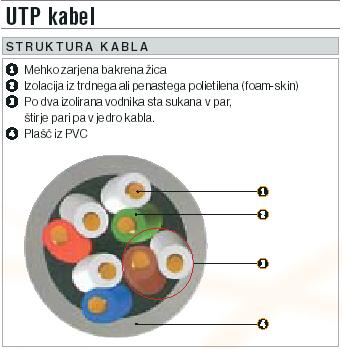 UTP kabel
STRUKTURA KABLA
1 Mehko zarjena bakrena žica
2 Izolacija iz trdnega ali penastega polietilena (foam-skin)
3 Po dva izolirana vodnika sta sukana v par,
štirje pari pa v jedro kabla.
4 Plašč iz PVC
1
2
3
4